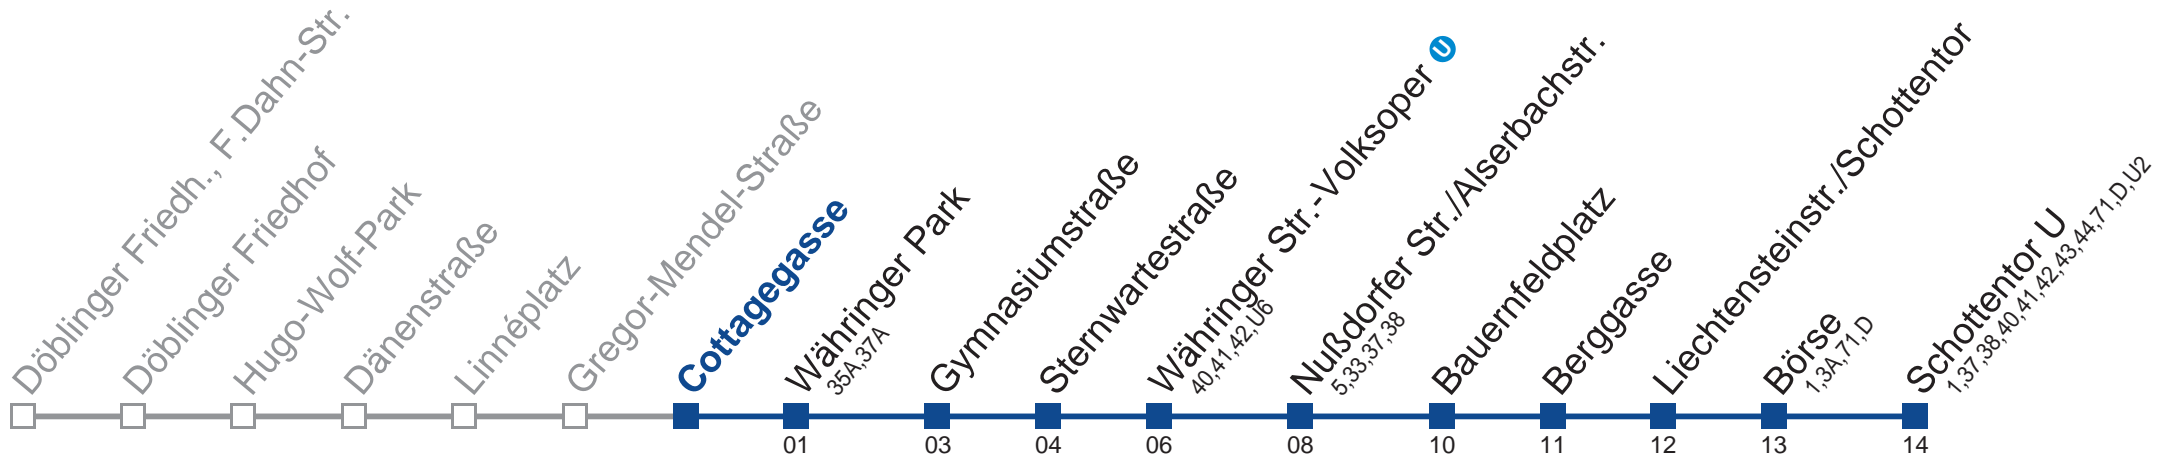 Döblinger Friedh., F.Dahn-Str.
Döblinger Friedhof
Hugo-Wolf-Park
Dänenstraße
Linnéplatz
Gregor-Mendel-Straße
Cottagegasse
Währinger Park
35A,37A
01
Gymnasiumstraße
03
Sternwartestraße
04
Währinger Str.-Volksoper U
40,41,42,U6
06
Nußdorfer Str./Alserbachstr.
5,33,37,38
08
Bauernfeldplatz
10
Berggasse
11
Liechtensteinstr./Schottentor
12
Börse
1,3A,71,D
13
Schottentor U
1,37,38,40,41,42,43,44,71,D,U2
14